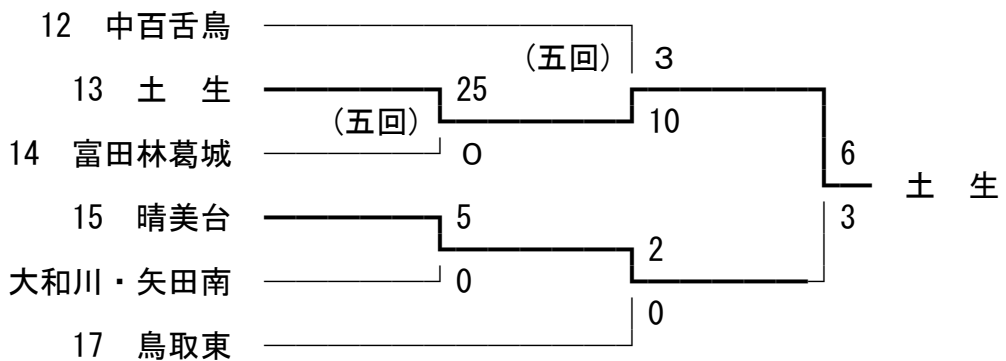 12 中百舌鳥
(五回) 3
13 土 生 25
(五回) 10
14 富田林葛城 0 6
土 生
15 晴美台 5 3
2
大和川・矢田南 0
0
17 鳥取東